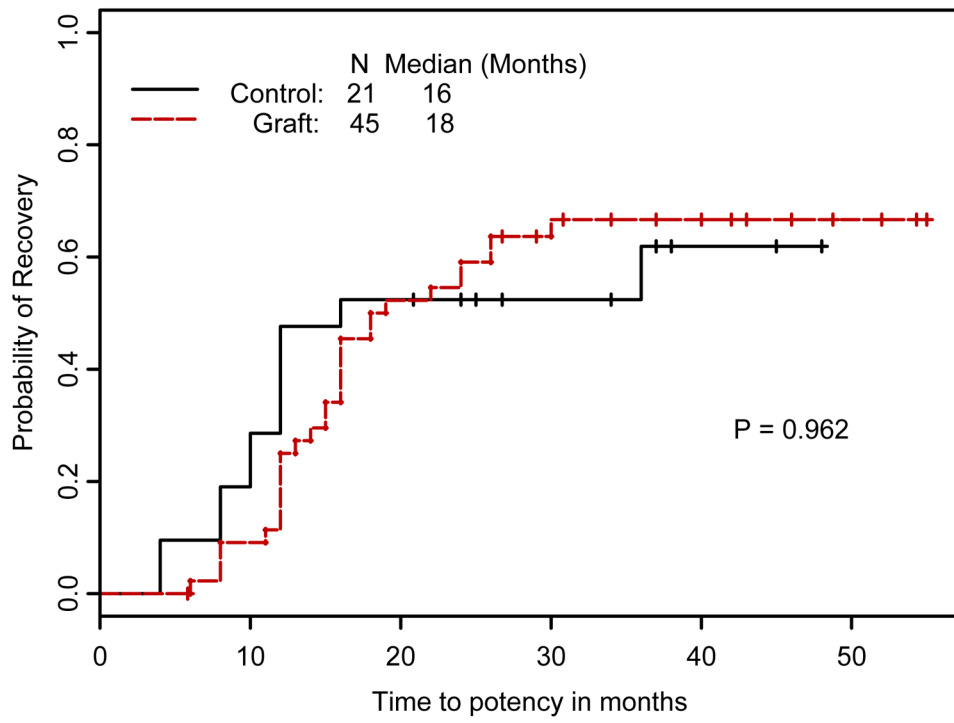 N Median (Months)
Control: 21 16
Graft: 45 18
P = 0.962
Probability of Recovery
0.0 0.2 0.4 0.6 0.8 1.0
0 10 20 30 40 50
Time to potency in months